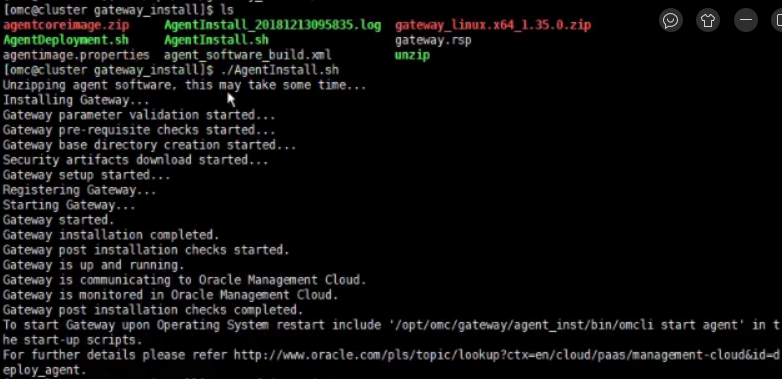 [omc@cluster gateway_install]$ ls
agentcoreimage.zip AgentInstall_20181213095835.log gateway_linux.x64_1.35.0.zip
AgentDeployment.sh AgentInstall.sh gateway.rsp
agentimage.properties agent_software_build.xml unzip
[omc@cluster gateway_install]$ ./AgentInstall.sh
Unzipping agent software, this may take some time...
Installing Gateway...
Gateway parameter validation started...
Gateway pre-requisite checks started...
Gateway base directory creation started...
Security artifacts download started...
Gateway setup started...
Registering Gateway...
Starting Gateway...
Gateway started.
Gateway installation completed.
Gateway post installation checks started.
Gateway is up and running.
Gateway is communicating to Oracle Management Cloud.
Gateway is monitored in Oracle Management Cloud.
Gateway post installation checks completed.
To start Gateway upon Operating System restart include '/opt/omc/gateway/agent_inst/bin/omcli start agent' in t
he start-up scripts.
For further details please refer http://www.oracle.com/pls/topic/lookup?ctx=en/cloud/paas/management-cloud&id=d
eploy_agent.